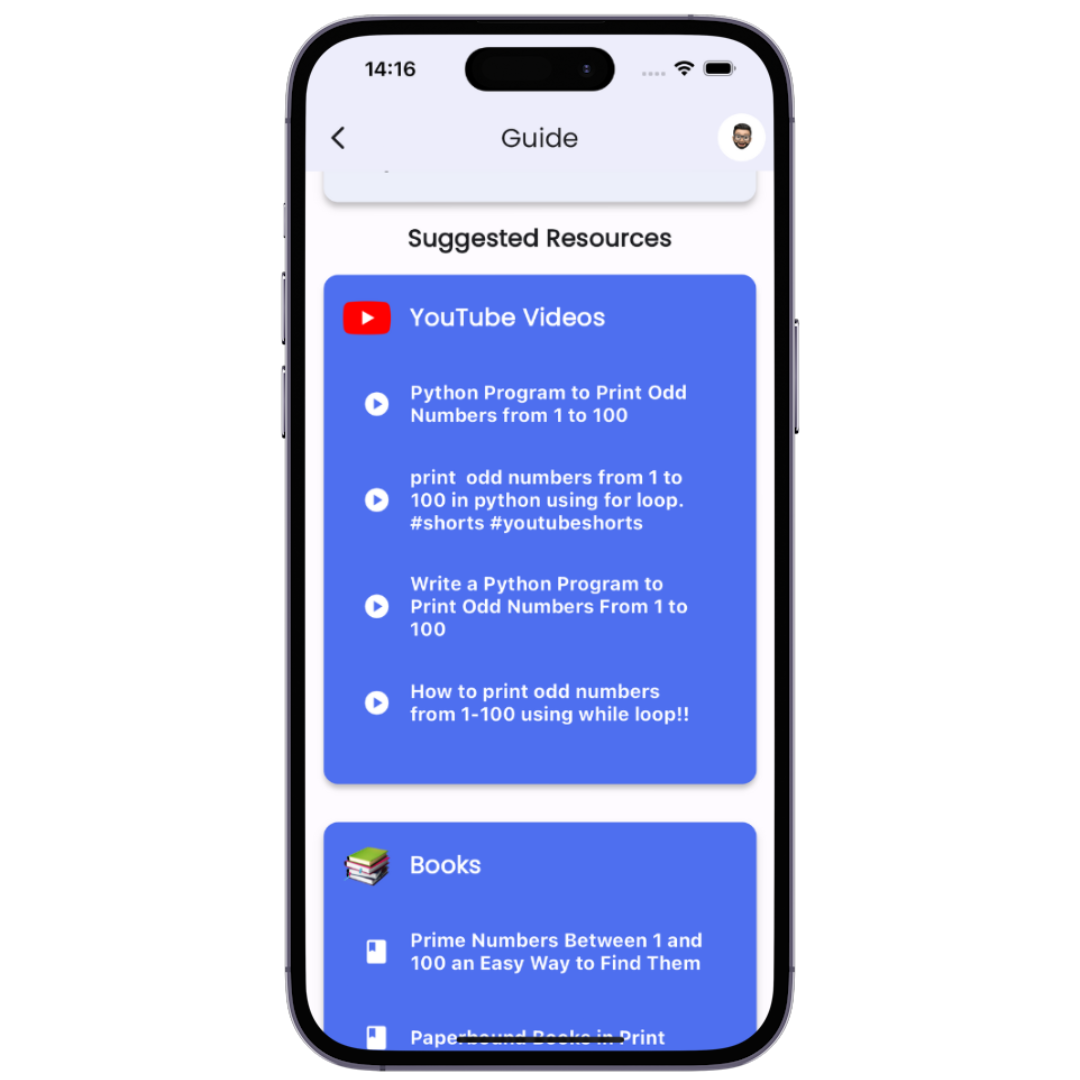 14:16
Guide
Suggested Resources
YouTube Videos
Python Program to Print Odd
Numbers from 1 to 100
print  odd numbers from 1 to
100 in python using for loop.
#shorts #youtubeshorts
Write a Python Program to
Print Odd Numbers From 1 to
100
How to print odd numbers
from 1-100 using while loop!!
Books
Prime Numbers Between 1 and
100 an Easy Way to Find Them
Paperbound Books in Print